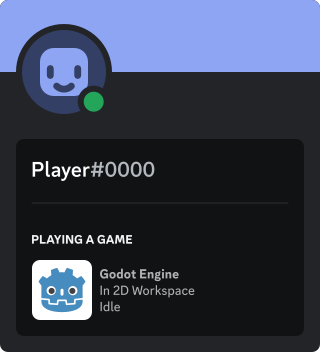 Player#0000
PLAYING A GAME
Godot Engine
In 2D Workspace
Idle